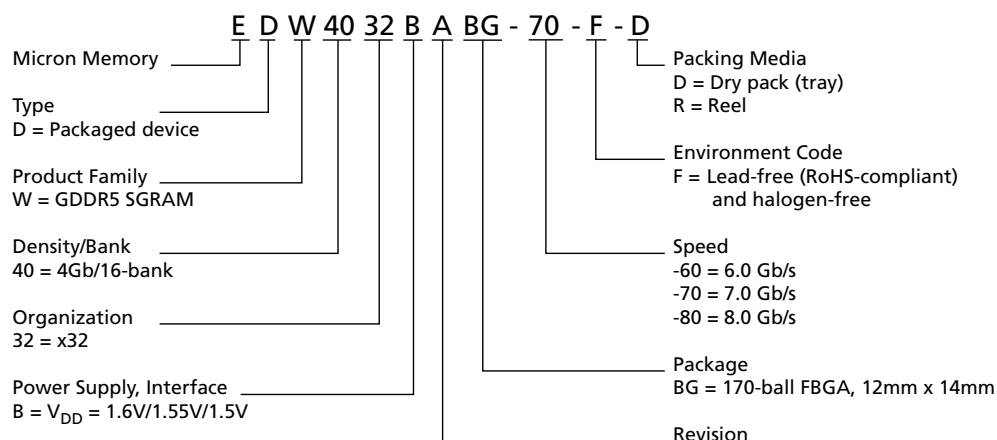 E D W 40 32 B A BG - 70 - F - D
Micron Memory
Type
D = Packaged device
Product Family
W = GDDR5 SGRAM
Density/Bank
40 = 4Gb/16-bank
Organization
32 = x32
Power Supply, Interface
B = VDD = 1.6V/1.55V/1.5V
Packing Media
D = Dry pack (tray)
R = Reel
Environment Code
F = Lead-free (RoHS-compliant)
and halogen-free
Speed
-60 = 6.0 Gb/s
-70 = 7.0 Gb/s
-80 = 8.0 Gb/s
Package
BG = 170-ball FBGA, 12mm x 14mm
Revision